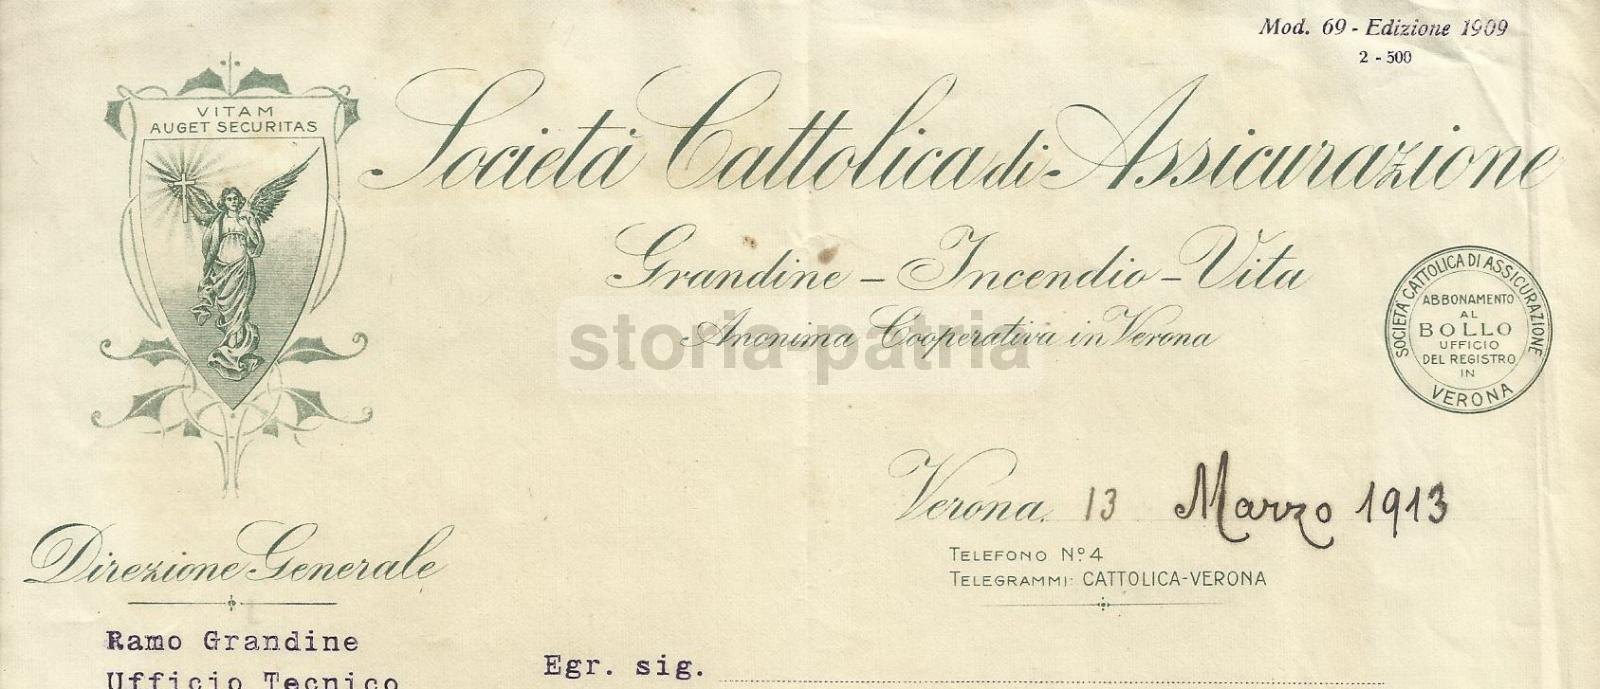 Mod. 69 - Edizione 1909
2 - 500
VITAM
AUGET SECURITAS
Società Cattolica di Assicurazione
Grandine - Incendio - Vita
Anonima Cooperativa in Verona
storia-patria
SOCIETÀ CATTOLICA DI ASSICURAZIONE
ABBONAMENTO
AL
BOLLO
UFFICIO
DEL REGISTRO
IN
VERONA
Verona, 13 Marzo 1913
TELEFONO Nº 4
TELEGRAMMI: CATTOLICA-VERONA
Direzione Generale
Ramo Grandine
Ufficio Tecnico
Egr. sig.